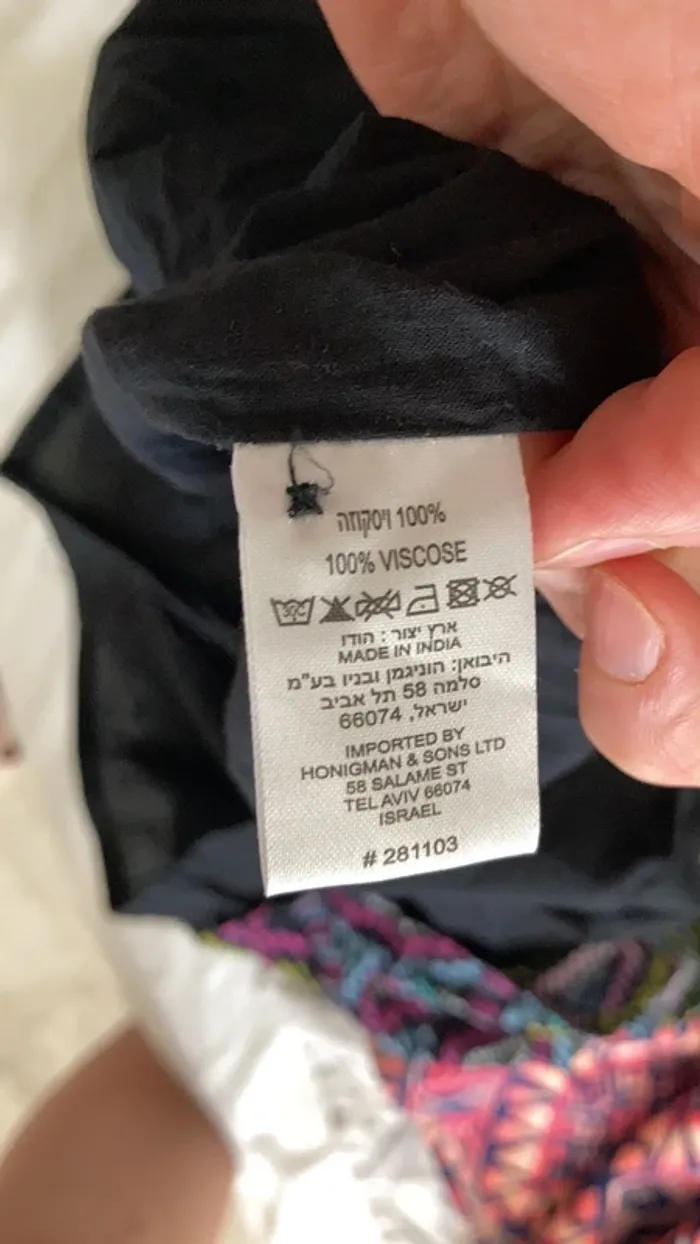 100% ויסקוזה
100% VISCOSE
30C
ארץ יצור : הודו
MADE IN INDIA
היבואן: הוניגמן ובניו בע"מ
סלמה 58 תל אביב
ישראל, 66074
IMPORTED BY
HONIGMAN & SONS LTD
58 SALAME ST
TEL AVIV 66074
ISRAEL
# 281103